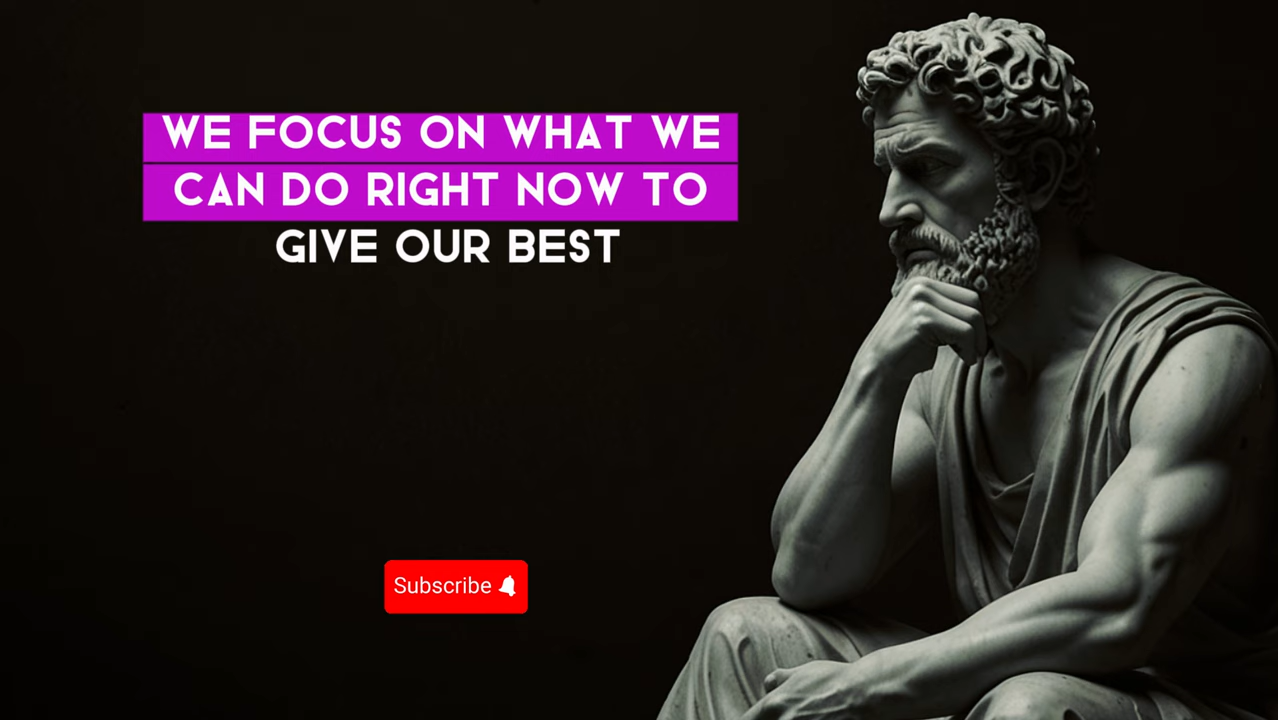 WE FOCUS ON WHAT WE
CAN DO RIGHT NOW TO
GIVE OUR BEST
Subscribe